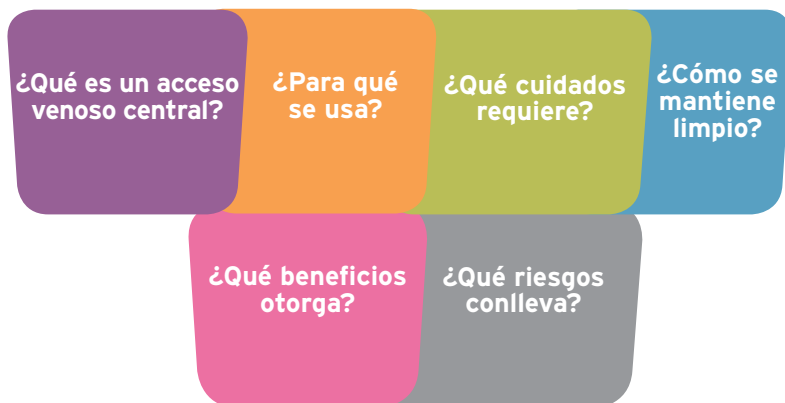 ¿Qué es un acceso
venoso central?
¿Para qué
se usa?
¿Qué cuidados
requiere?
¿Cómo se
mantiene
limpio?
¿Qué beneficios
otorga?
¿Qué riesgos
conlleva?